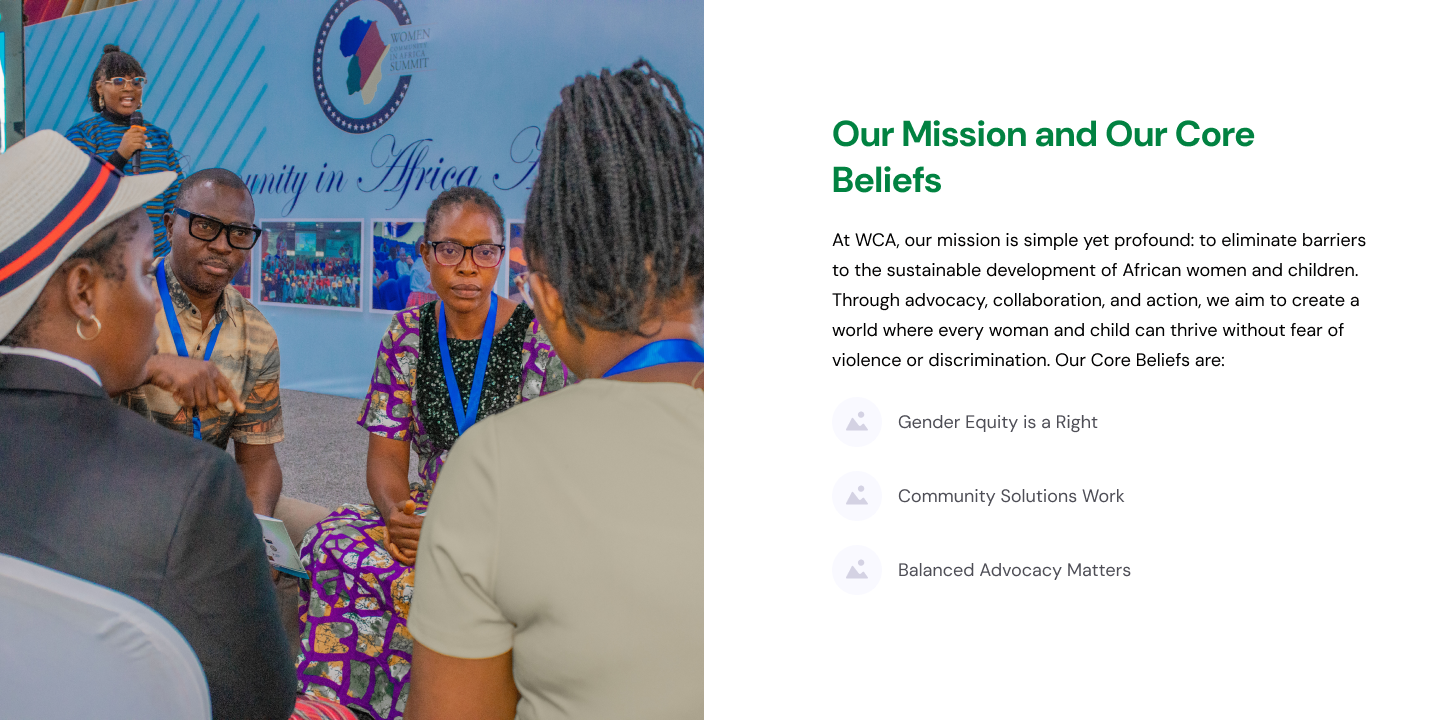 WOMEN
COMMUNITY
IN AFRICA
SUMMIT
in Africa
Our Mission and Our Core
Beliefs
At WCA, our mission is simple yet profound: to eliminate barriers
to the sustainable development of African women and children.
Through advocacy, collaboration, and action, we aim to create a
world where every woman and child can thrive without fear of
violence or discrimination. Our Core Beliefs are:
Gender Equity is a Right
Community Solutions Work
Balanced Advocacy Matters